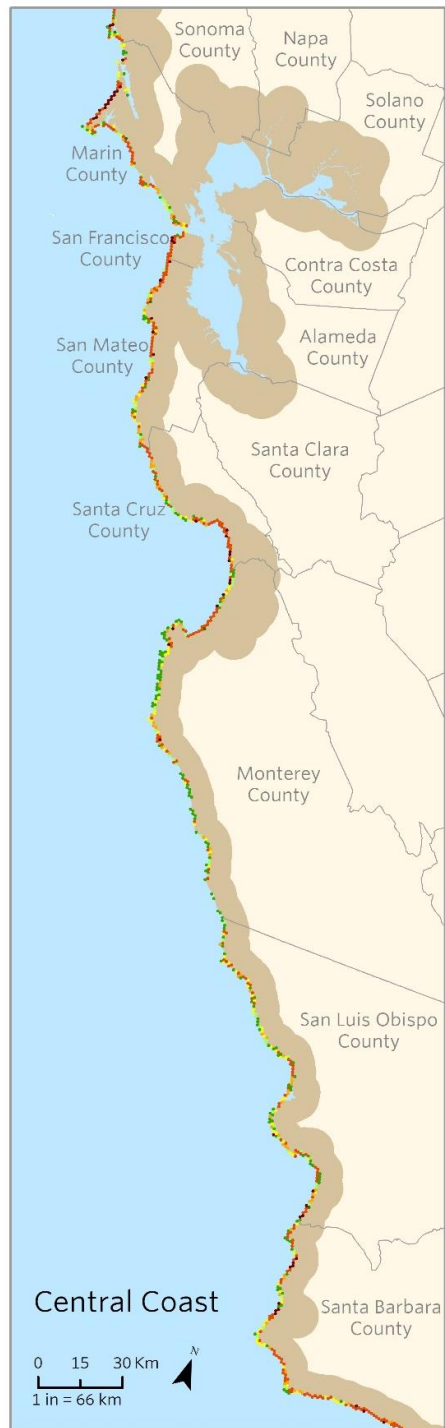 Sonoma
County
Napa
County
Solano
County
Marin
County
San Francisco
County
Contra Costa
County
San Mateo
County
Alameda
County
Santa Clara
County
Santa Cruz
County
Monterey
County
San Luis Obispo
County
Santa Barbara
County
Central Coast
0 15 30 Km
N
1 in = 66 km